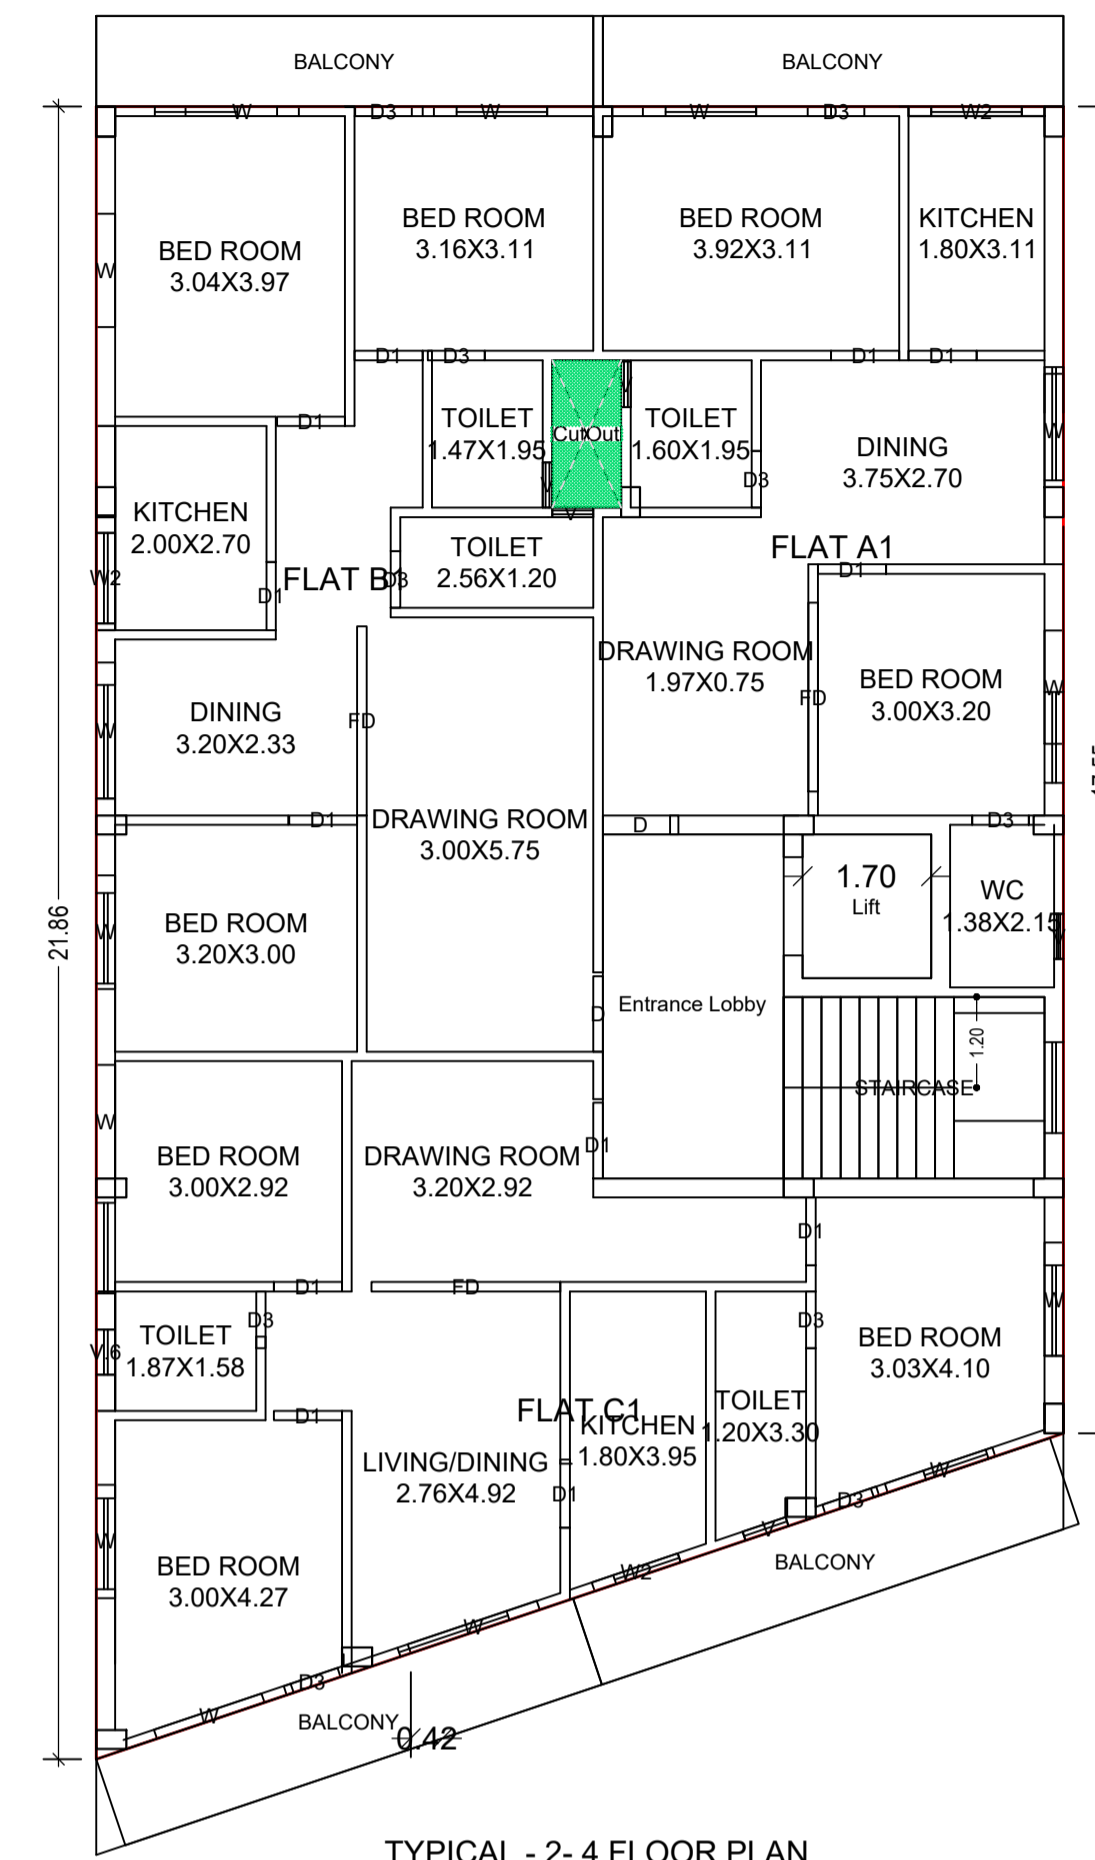 BALCONY
BALCONY
W
D3
W
W
D3
W2
BED ROOM
3.04X3.97
BED ROOM
3.16X3.11
BED ROOM
3.92X3.11
KITCHEN
1.80X3.11
W
D1
D3
D1
D1
D1
TOILET
1.47X1.95
V
Cut Out
V
V
TOILET
1.60X1.95
D3
DINING
3.75X2.70
W
KITCHEN
2.00X2.70
W2
D1
FLAT B1
D3
TOILET
2.56X1.20
FLAT A1
D1
DRAWING ROOM
1.97X0.75
FD
BED ROOM
3.00X3.20
W
DINING
3.20X2.33
W
FD
21.86
D1
DRAWING ROOM
3.00X5.75
D
D3
1.70
Lift
WC
1.38X2.15
BED ROOM
3.20X3.00
W
D
Entrance Lobby
1.20
STAIRCASE
W
BED ROOM
3.00X2.92
DRAWING ROOM
3.20X2.92
D1
D1
D1
FD
D3
TOILET
1.87X1.58
V.6
D3
BED ROOM
3.03X4.10
W
D1
FLAT C1
KITCHEN
1.80X3.95
TOILET
1.20X3.30
LIVING/DINING
2.76X4.92
D1
W
D3
V
W
BED ROOM
3.00X4.27
W2
BALCONY
W
D3
W
BALCONY
0.42
TYPICAL - 2- 4 FLOOR PLAN